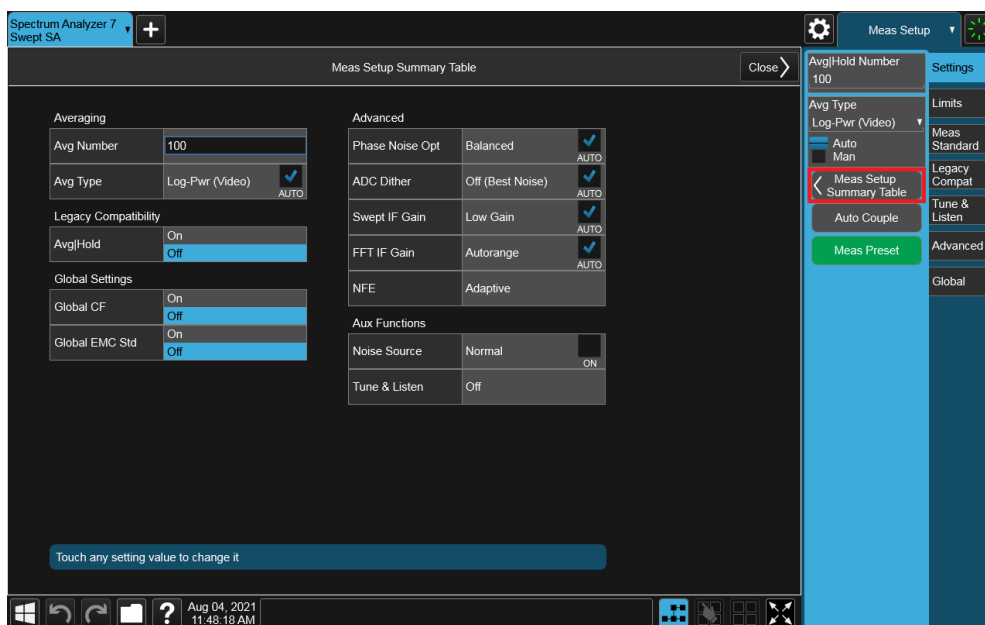 Spectrum Analyzer 7
Swept SA
Meas Setup
Meas Setup Summary Table
Close
Averaging
Avg Number 100
Avg Type Log-Pwr (Video) AUTO
Legacy Compatibility
Avg|Hold On
Off
Global Settings
Global CF On
Off
Global EMC Std On
Off
Advanced
Phase Noise Opt Balanced AUTO
ADC Dither Off (Best Noise) AUTO
Swept IF Gain Low Gain AUTO
FFT IF Gain Autorange AUTO
NFE Adaptive
Aux Functions
Noise Source Normal ON
Tune & Listen Off
Touch any setting value to change it
Avg|Hold Number
100
Avg Type
Log-Pwr (Video)
Auto
Man
Meas Setup
Summary Table
Auto Couple
Meas Preset
Settings
Limits
Meas
Standard
Legacy
Compat
Tune &
Listen
Advanced
Global
?
Aug 04, 2021
11:48:18 AM